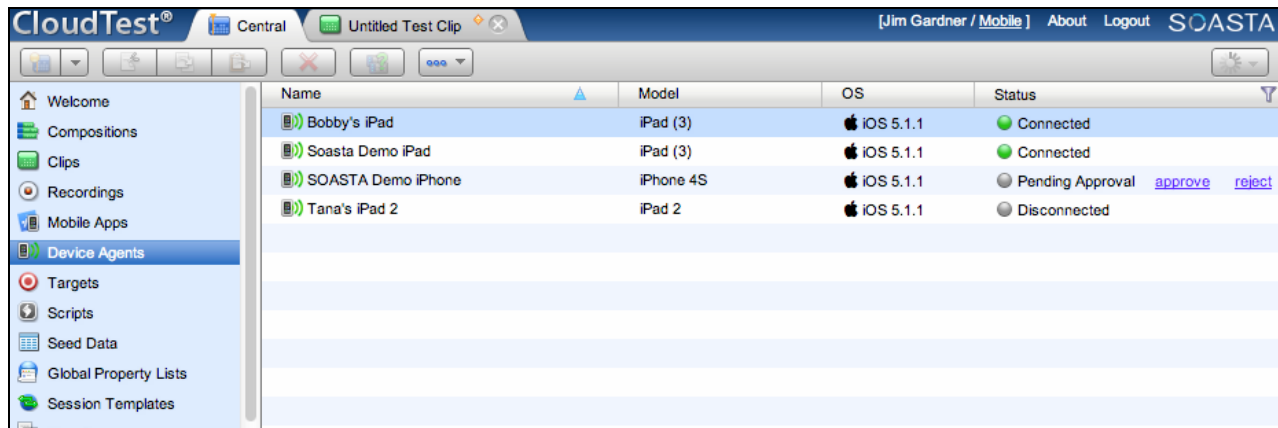 CloudTest® Central Untitled Test Clip [Jim Gardner / Mobile ] About Logout SOASTA
Welcome
Compositions
Clips
Recordings
Mobile Apps
Device Agents
Targets
Scripts
Seed Data
Global Property Lists
Session Templates
Name Model OS Status
Bobby's iPad iPad (3) iOS 5.1.1 Connected
Soasta Demo iPad iPad (3) iOS 5.1.1 Connected
SOASTA Demo iPhone iPhone 4S iOS 5.1.1 Pending Approval approve reject
Tana's iPad 2 iPad 2 iOS 5.1.1 Disconnected